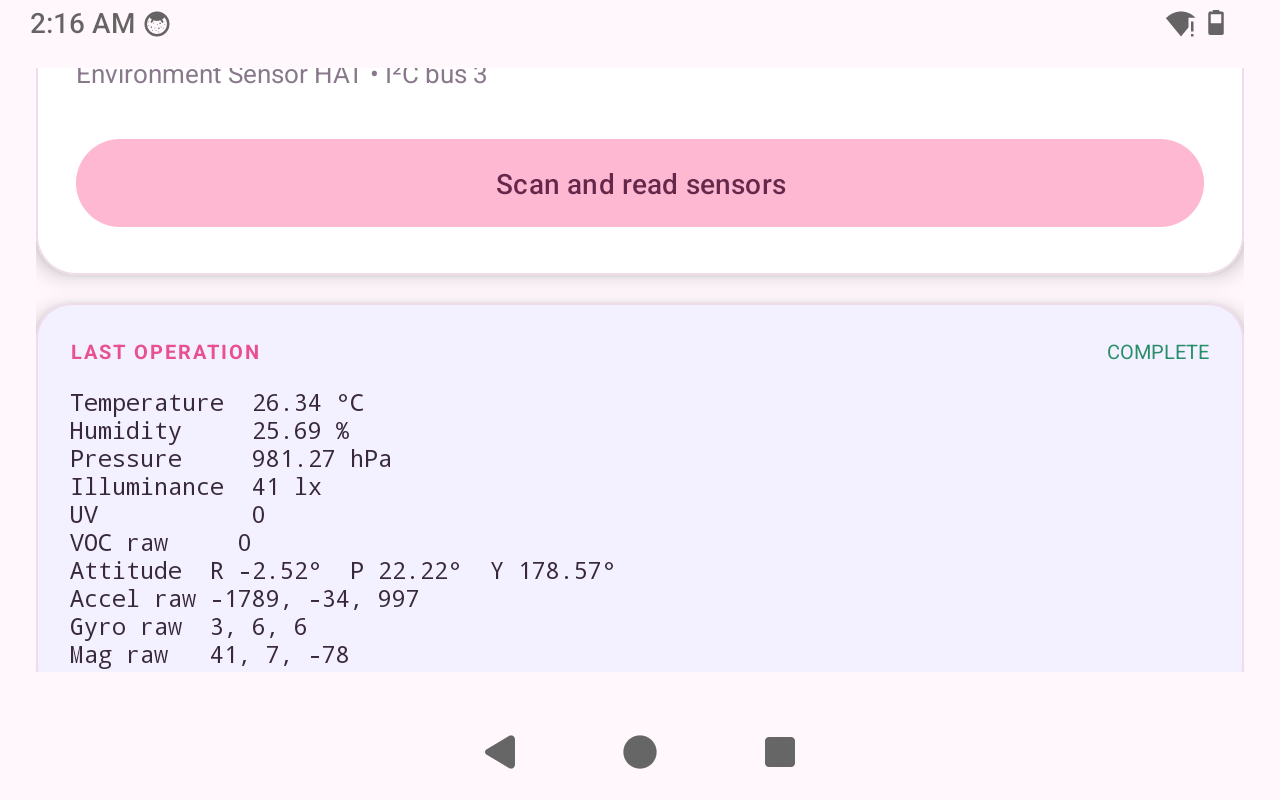 2:16 AM
Environment Sensor HAT • I²C bus 3
Scan and read sensors
LAST OPERATION
COMPLETE
Temperature  26.34 °C
Humidity     25.69 %
Pressure     981.27 hPa
Illuminance  41 lx
UV           0
VOC raw     0
Attitude  R -2.52°  P 22.22°  Y 178.57°
Accel raw -1789, -34, 997
Gyro raw  3, 6, 6
Mag raw   41, 7, -78